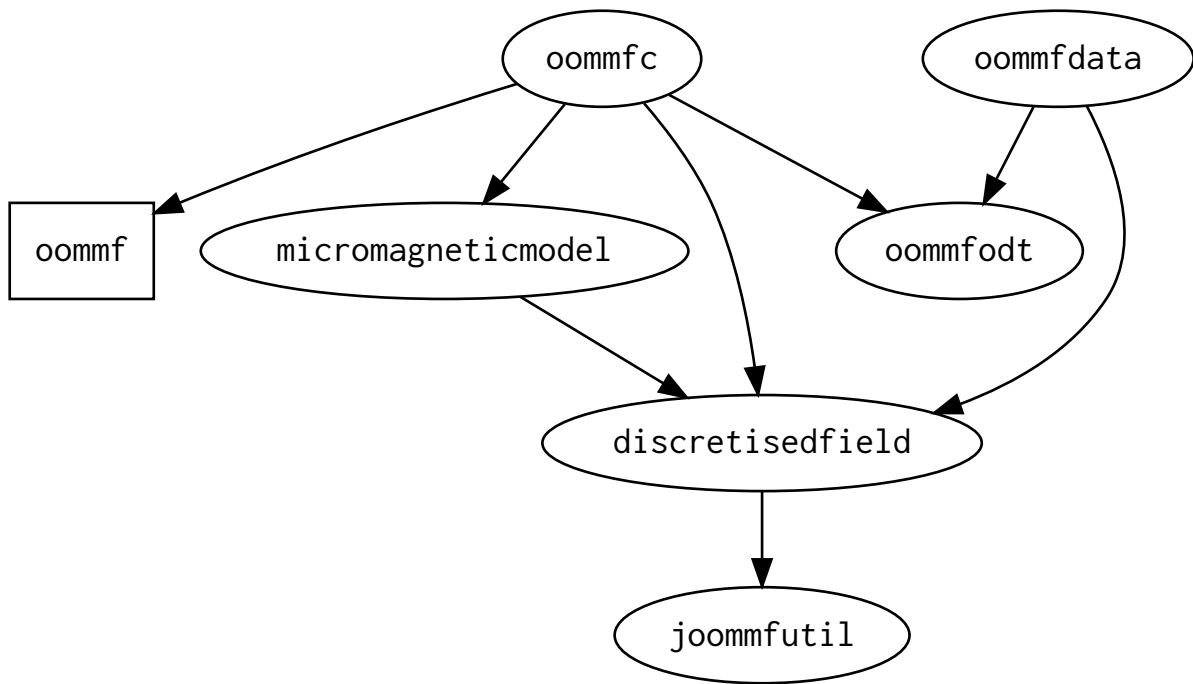 oommfc
oommfdata
oommf
micromagneticmodel
oommfodt
discretisedfield
joommfutil